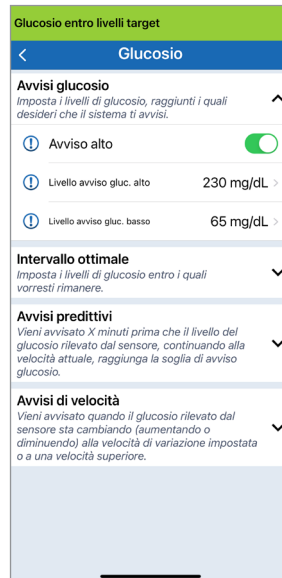 Glucosio entro livelli target
Glucosio
Avvisi glucosio
Imposta i livelli di glucosio, raggiunti i quali
desideri che il sistema ti avvisi.
Avviso alto
Livello avviso gluc. alto 230 mg/dL
Livello avviso gluc. basso 65 mg/dL
Intervallo ottimale
Imposta i livelli di glucosio entro i quali
vorresti rimanere.
Avvisi predittivi
Vieni avvisato X minuti prima che il livello del
glucosio rilevato dal sensore, continuando alla
velocità attuale, raggiunga la soglia di avviso
glucosio.
Avvisi di velocità
Vieni avvisato quando il glucosio rilevato dal
sensore sta cambiando (aumentando o
diminuendo) alla velocità di variazione impostata
o a una velocità superiore.